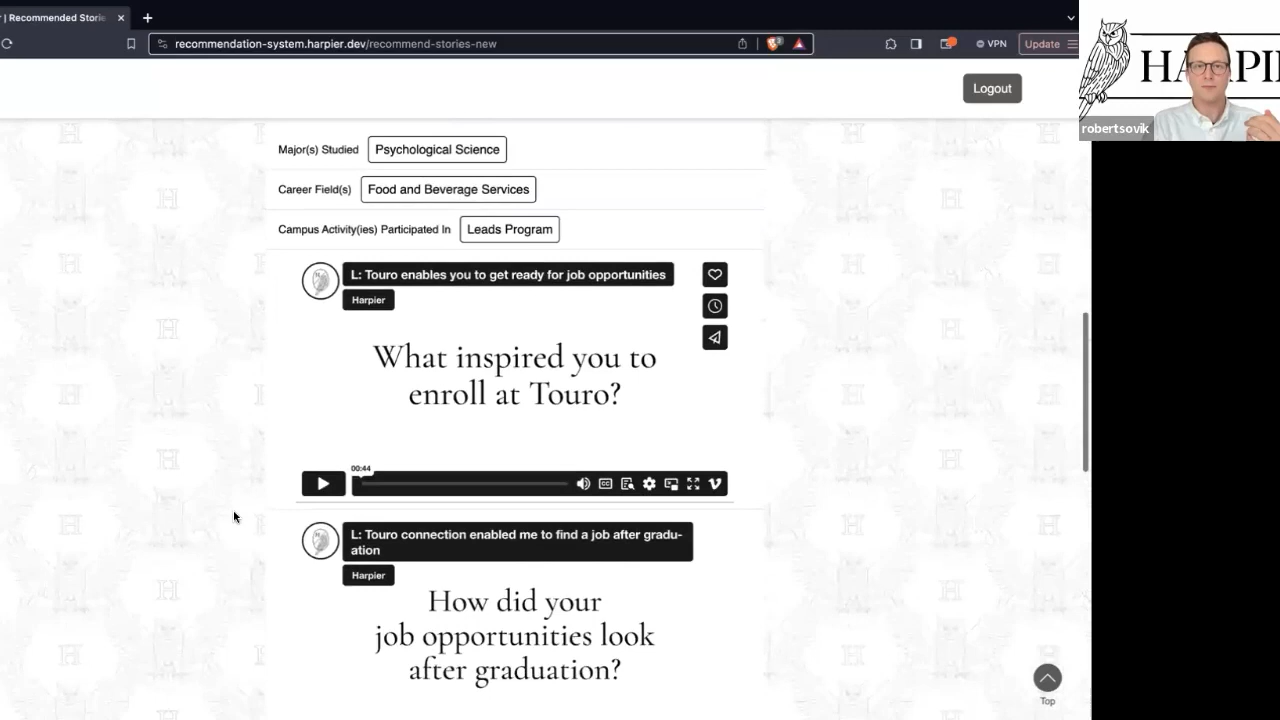 | Recommended Storie
recommendation-system.harpier.dev/recommend-stories-new
VPN
Update
Logout
robertsovik
Major(s) Studied Psychological Science
Career Field(s) Food and Beverage Services
Campus Activity(ies) Participated In Leads Program
L: Touro enables you to get ready for job opportunities
Harpier
What inspired you to
enroll at Touro?
00:44
CC
L: Touro connection enabled me to find a job after gradu-
ation
Harpier
How did your
job opportunities look
after graduation?
Top